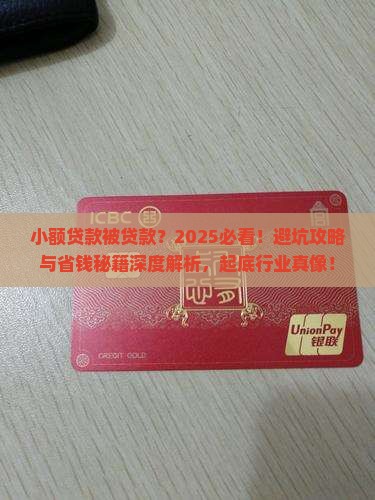 ICBC
小额贷款被贷款？2025必看！避坑攻略
与省钱秘籍深度解析，起底行业真像！
UnionPay
银联
CREDIT GOLD